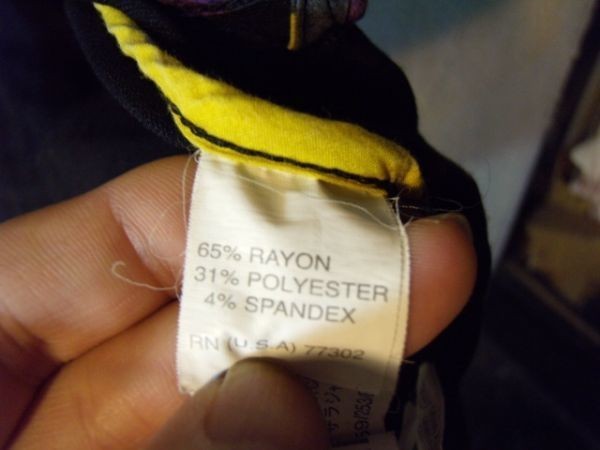 65% RAYON
31% POLYESTER
4% SPANDEX
RN (U.S.A) 77302